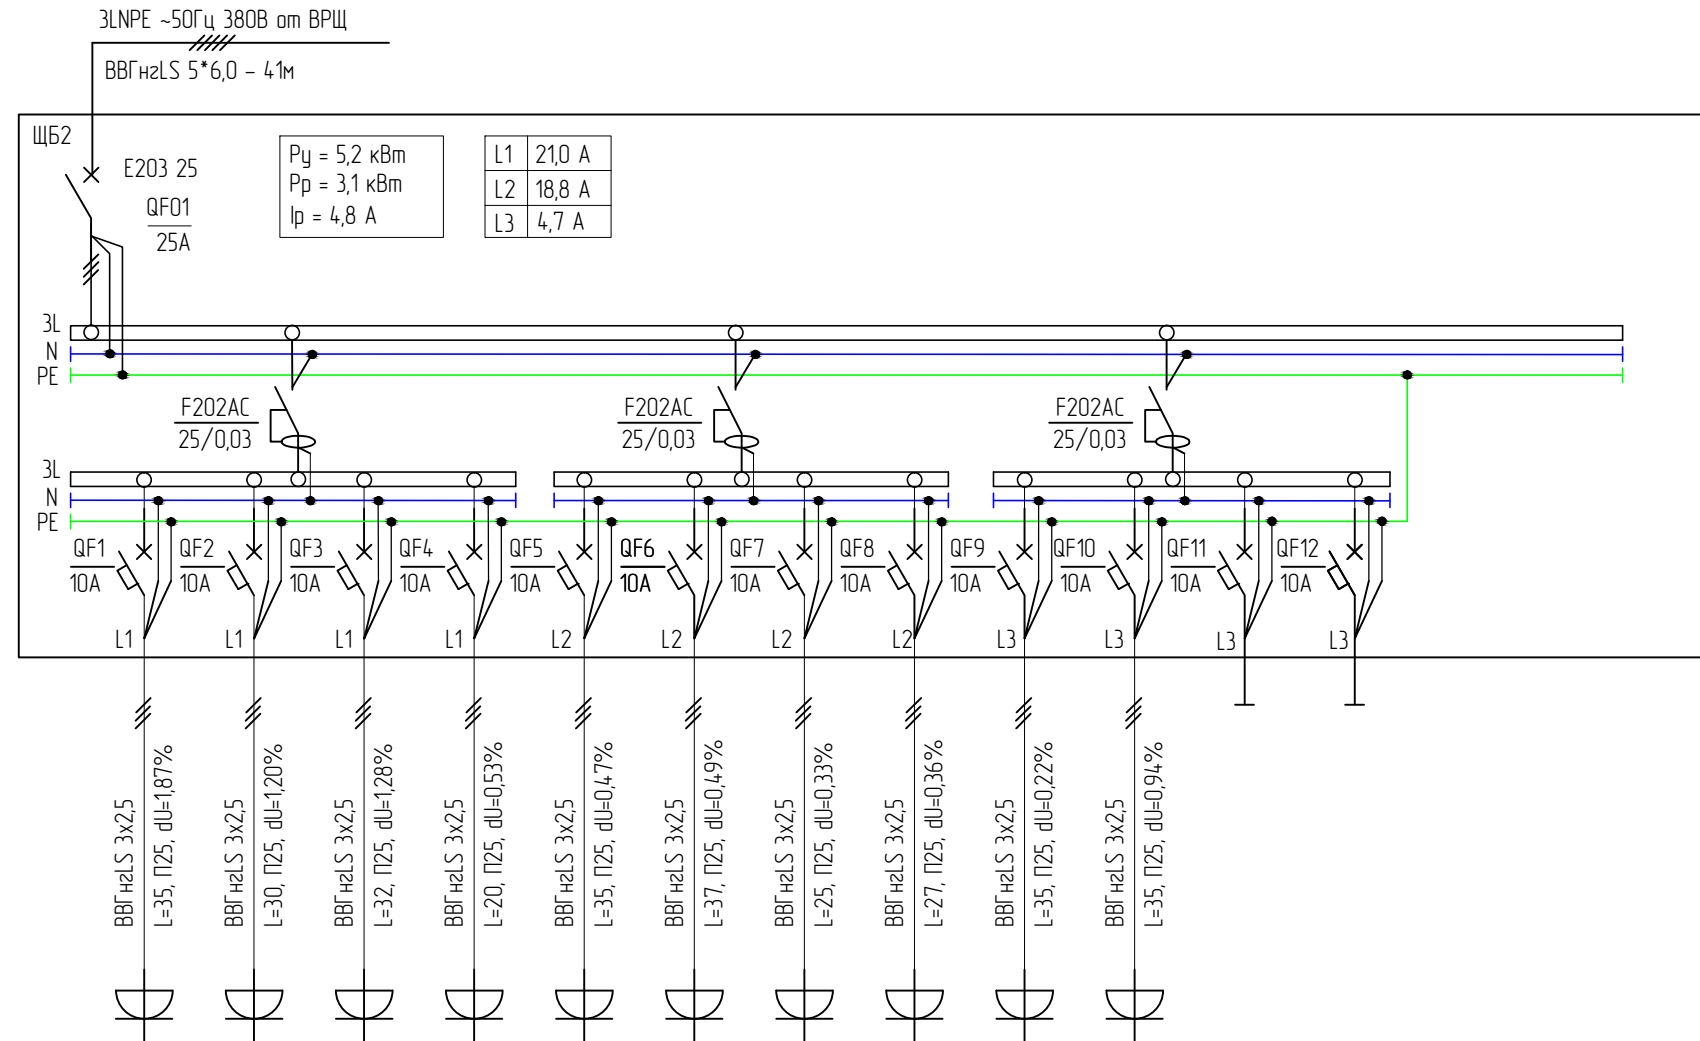 3LNPE ~50Гц 380В от ВРЩ
ВВГнгLS 5*6,0 – 41м
ЩБ2
E203 25
QF01
25А
Ру = 5,2 кВт
Рр = 3,1 кВт
Iр = 4,8 А
L1 21,0 А
L2 18,8 А
L3 4,7 А
3L
N
PE
F202AC
25/0,03
F202AC
25/0,03
F202AC
25/0,03
3L
N
PE
QF1
10А
QF2
10А
QF3
10А
QF4
10А
QF5
10А
QF6
10А
QF7
10А
QF8
10А
QF9
10А
QF10
10А
QF11
10А
QF12
10А
L1 L1 L1 L1 L2 L2 L2 L2 L3 L3 L3 L3
ВВГнгLS 3х2,5
L=35, П25, dU=1,87%
ВВГнгLS 3х2,5
L=30, П25, dU=1,20%
ВВГнгLS 3х2,5
L=32, П25, dU=1,28%
ВВГнгLS 3х2,5
L=20, П25, dU=0,53%
ВВГнгLS 3х2,5
L=35, П25, dU=0,47%
ВВГнгLS 3х2,5
L=37, П25, dU=0,49%
ВВГнгLS 3х2,5
L=25, П25, dU=0,33%
ВВГнгLS 3х2,5
L=27, П25, dU=0,36%
ВВГнгLS 3х2,5
L=35, П25, dU=0,22%
ВВГнгLS 3х2,5
L=35, П25, dU=0,94%